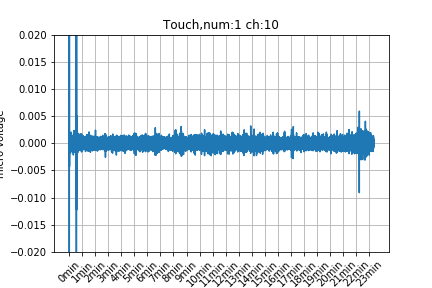 Touch,num:1 ch:10
micro voltage
0.020
0.015
0.010
0.005
0.000
−0.005
−0.010
−0.015
−0.020
0min
1min
2min
3min
4min
5min
6min
7min
8min
9min
10min
11min
12min
13min
14min
15min
16min
17min
18min
19min
20min
21min
22min
23min